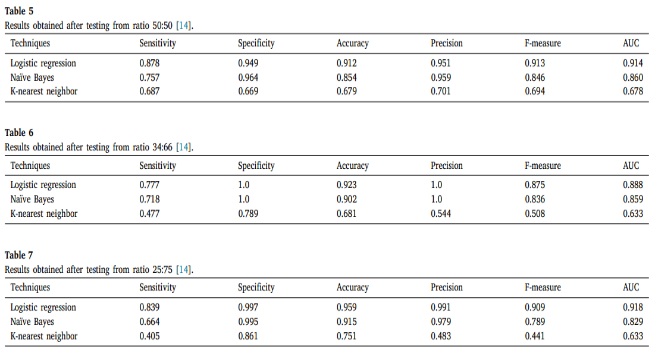 Table 5
Results obtained after testing from ratio 50:50 [14].
Techniques Sensitivity Specificity Accuracy Precision F-measure AUC
Logistic regression 0.878 0.949 0.912 0.951 0.913 0.914
Naïve Bayes 0.757 0.964 0.854 0.959 0.846 0.860
K-nearest neighbor 0.687 0.669 0.679 0.701 0.694 0.678
Table 6
Results obtained after testing from ratio 34:66 [14].
Techniques Sensitivity Specificity Accuracy Precision F-measure AUC
Logistic regression 0.777 1.0 0.923 1.0 0.875 0.888
Naïve Bayes 0.718 1.0 0.902 1.0 0.836 0.859
K-nearest neighbor 0.477 0.789 0.681 0.544 0.508 0.633
Table 7
Results obtained after testing from ratio 25:75 [14].
Techniques Sensitivity Specificity Accuracy Precision F-measure AUC
Logistic regression 0.839 0.997 0.959 0.991 0.909 0.918
Naïve Bayes 0.664 0.995 0.915 0.979 0.789 0.829
K-nearest neighbor 0.405 0.861 0.751 0.483 0.441 0.633